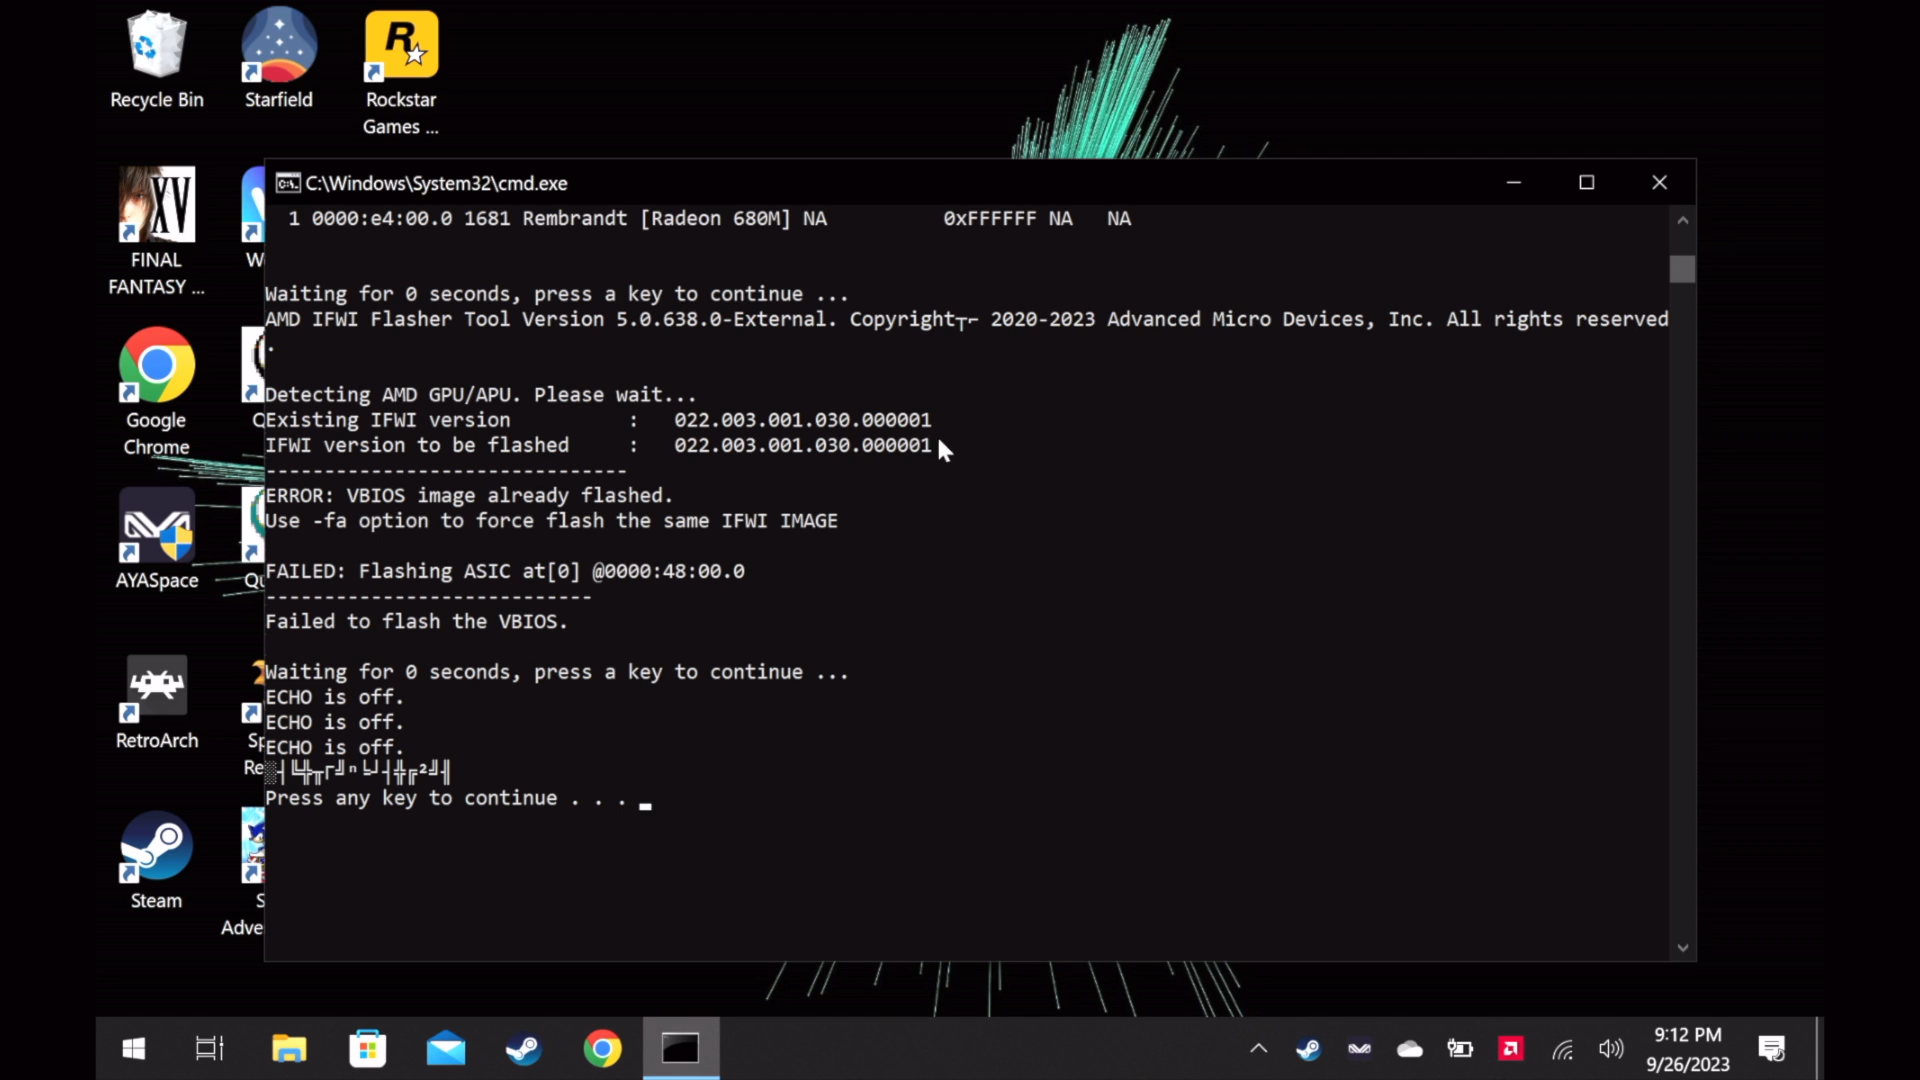 Recycle Bin
Starfield
Rockstar
Games ...
FINAL
FANTASY ...
W
Google
Chrome
AYASpace
Qu
RetroArch
Sp
Re
Steam
S
Adve
C:\Windows\System32\cmd.exe
1 0000:e4:00.0 1681 Rembrandt [Radeon 680M] NA 0xFFFFFF NA NA
Waiting for 0 seconds, press a key to continue ...
AMD IFWI Flasher Tool Version 5.0.638.0-External. Copyright┬⌐ 2020-2023 Advanced Micro Devices, Inc. All rights reserved
.
Detecting AMD GPU/APU. Please wait...
Existing IFWI version : 022.003.001.030.000001
IFWI version to be flashed : 022.003.001.030.000001
-------------------------------
ERROR: VBIOS image already flashed.
Use -fa option to force flash the same IFWI IMAGE
FAILED: Flashing ASIC at[0] @0000:48:00.0
----------------------------
Failed to flash the VBIOS.
Waiting for 0 seconds, press a key to continue ...
ECHO is off.
ECHO is off.
ECHO is off.
Press any key to continue . . .
9:12 PM
9/26/2023